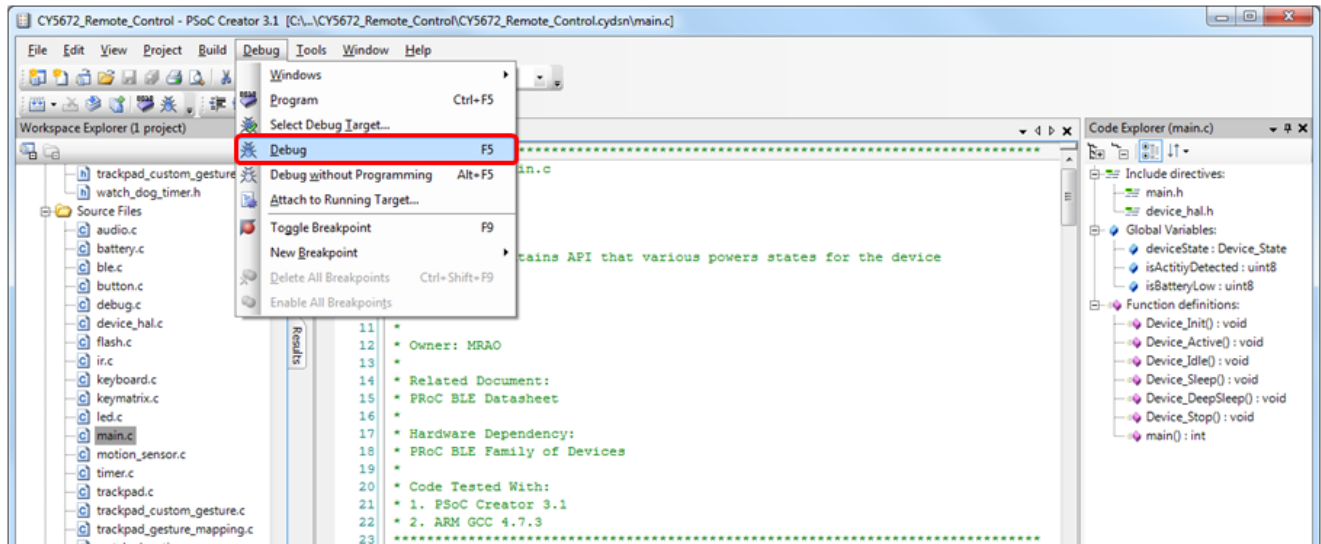 CY5672_Remote_Control - PSoC Creator 3.1 [C:\...\CY5672_Remote_Control\CY5672_Remote_Control.cydsn\main.c]
File Edit View Project Build Debug Tools Window Help
Windows
Program Ctrl+F5
Select Debug Target...
Debug F5
Debug without Programming Alt+F5
Attach to Running Target...
Toggle Breakpoint F9
New Breakpoint
Delete All Breakpoints Ctrl+Shift+F9
Enable All Breakpoints
Workspace Explorer (1 project)
trackpad_custom_gesture
watch_dog_timer.h
Source Files
audio.c
battery.c
ble.c
button.c
debug.c
device_hal.c
flash.c
ir.c
keyboard.c
keymatrix.c
led.c
main.c
motion_sensor.c
timer.c
trackpad.c
trackpad_custom_gesture.c
trackpad_gesture_mapping.c
Results
in.c
tains API that various powers states for the device
11 *
12 * Owner: MRAO
13 *
14 * Related Document:
15 * PRoC BLE Datasheet
16 *
17 * Hardware Dependency:
18 * PRoC BLE Family of Devices
19 *
20 * Code Tested With:
21 * 1. PSoC Creator 3.1
22 * 2. ARM GCC 4.7.3
23 ******************************************************************************
Code Explorer (main.c)
Include directives:
main.h
device_hal.h
Global Variables:
deviceState : Device_State
isActitiyDetected : uint8
isBatteryLow : uint8
Function definitions:
Device_Init() : void
Device_Active() : void
Device_Idle() : void
Device_Sleep() : void
Device_DeepSleep() : void
Device_Stop() : void
main() : int